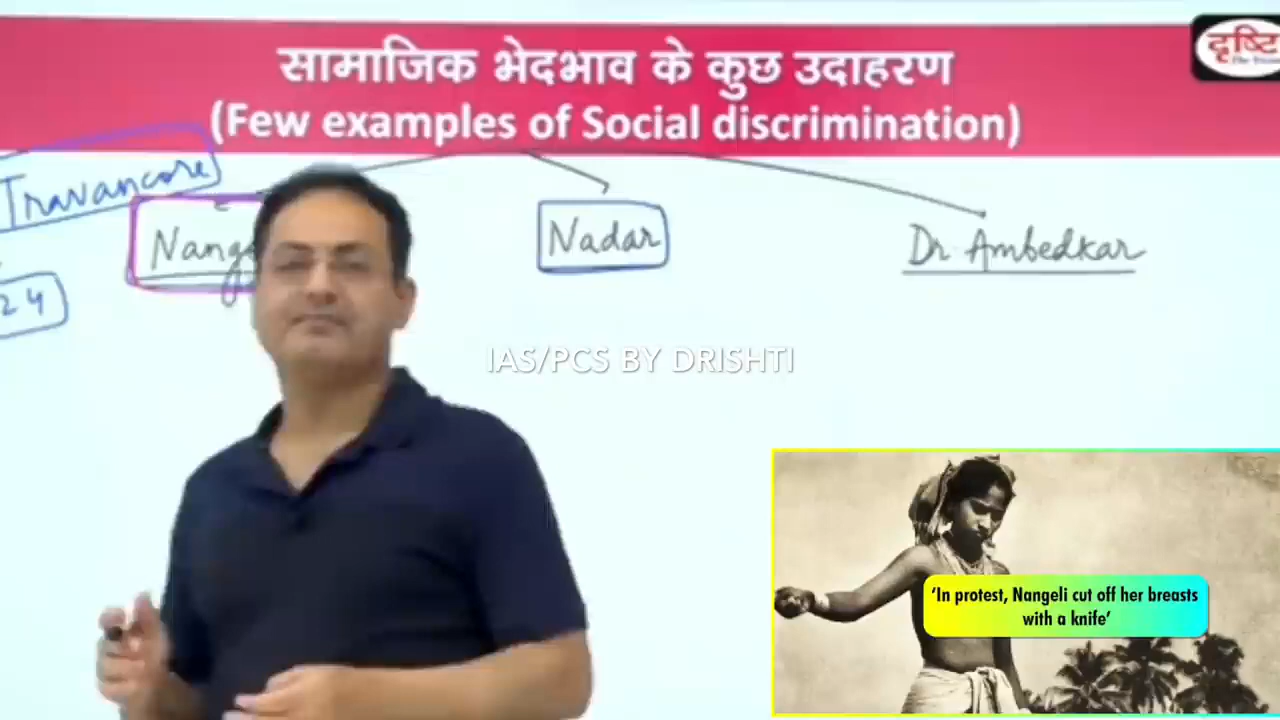 सामाजिक भेदभाव के कुछ उदाहरण
(Few examples of Social discrimination)
दृष्टि
Travancore
Nadar
Dr. Ambedkar
24
IAS/PCS BY DRISHTI
'In protest, Nangeli cut off her breasts
with a knife'